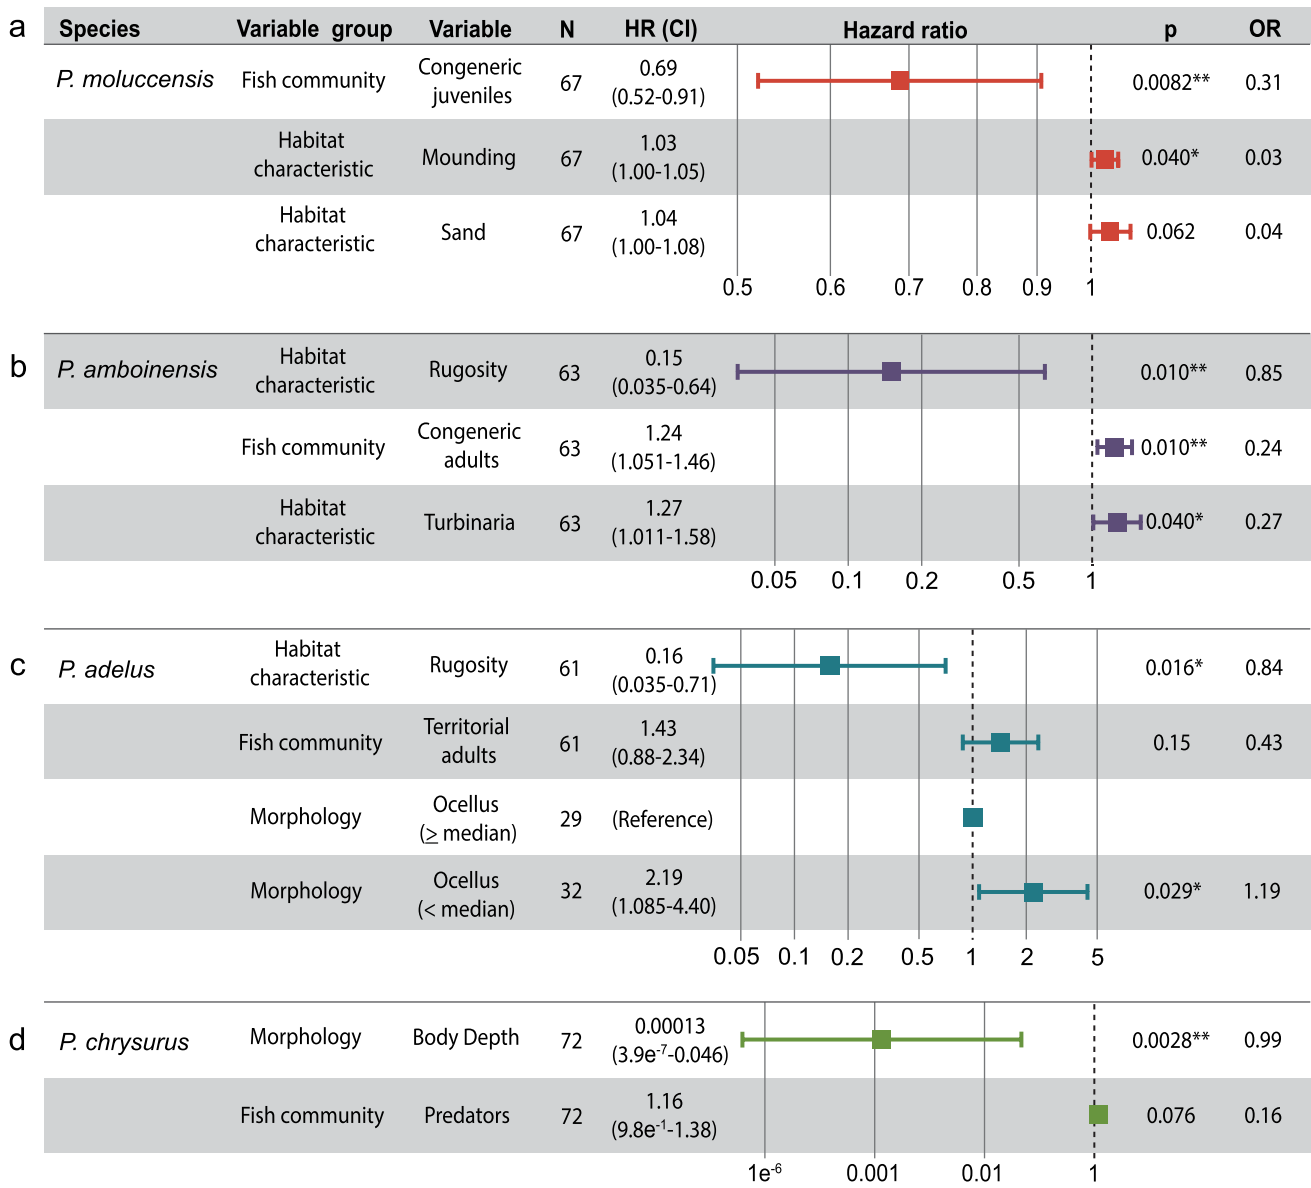 a Species Variable group Variable N HR (CI) Hazard ratio p OR
P. moluccensis Fish community Congeneric juveniles 67 0.69 (0.52-0.91) 0.0082** 0.31
Habitat characteristic Mounding 67 1.03 (1.00-1.05) 0.040* 0.03
Habitat characteristic Sand 67 1.04 (1.00-1.08) 0.062 0.04
0.5 0.6 0.7 0.8 0.9 1
b P. amboinensis Habitat characteristic Rugosity 63 0.15 (0.035-0.64) 0.010** 0.85
Fish community Congeneric adults 63 1.24 (1.051-1.46) 0.010** 0.24
Habitat characteristic Turbinaria 63 1.27 (1.011-1.58) 0.040* 0.27
0.05 0.1 0.2 0.5 1
c P. adelus Habitat characteristic Rugosity 61 0.16 (0.035-0.71) 0.016* 0.84
Fish community Territorial adults 61 1.43 (0.88-2.34) 0.15 0.43
Morphology Ocellus (≥ median) 29 (Reference)
Morphology Ocellus (< median) 32 2.19 (1.085-4.40) 0.029* 1.19
0.05 0.1 0.2 0.5 1 2 5
d P. chrysurus Morphology Body Depth 72 0.00013 (3.9e⁻⁷-0.046) 0.0028** 0.99
Fish community Predators 72 1.16 (9.8e⁻¹-1.38) 0.076 0.16
1e⁻⁶ 0.001 0.01 1